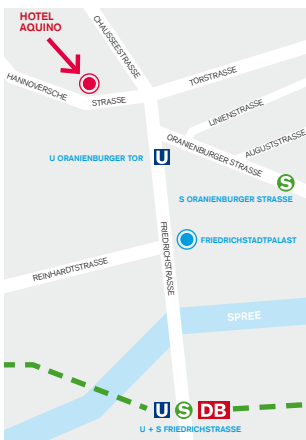 HOTEL
AQUINO
CHAUSSEESTRASSE
HANNOVERSCHE
STRASSE
TORSTRASSE
LINIENSTRASSE
AUGUSTSTRASSE
ORANIENBURGER STRASSE
U ORANIENBURGER TOR
U
S
S ORANIENBURGER STRASSE
FRIEDRICHSTRASSE
FRIEDRICHSTADTPALAST
REINHARDTSTRASSE
SPREE
U S DB
U + S FRIEDRICHSTRASSE